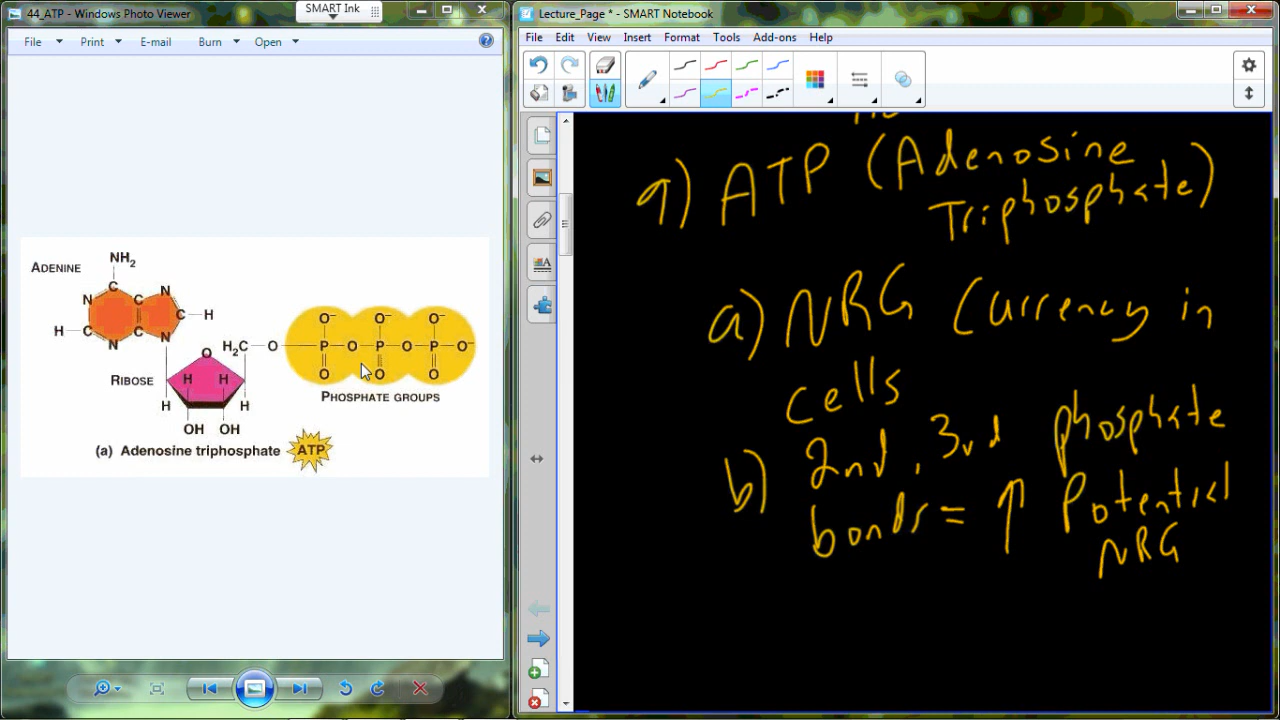 44_ATP - Windows Photo Viewer
SMART Ink
File Print E-mail Burn Open
ADENINE
NH2
N C N
C C H
H C C
N N
O H2C O
O- O- O-
P O P O P O-
O O O
RIBOSE
H H
H H
OH OH
PHOSPHATE GROUPS
(a) Adenosine triphosphate ATP
Lecture_Page * - SMART Notebook
File Edit View Insert Format Tools Add-ons Help
9) ATP (Adenosine
Triphosphate)
a) NRG Currency in
cells
b) 2nd, 3rd phosphate
bonds = ↑ Potential
NRG